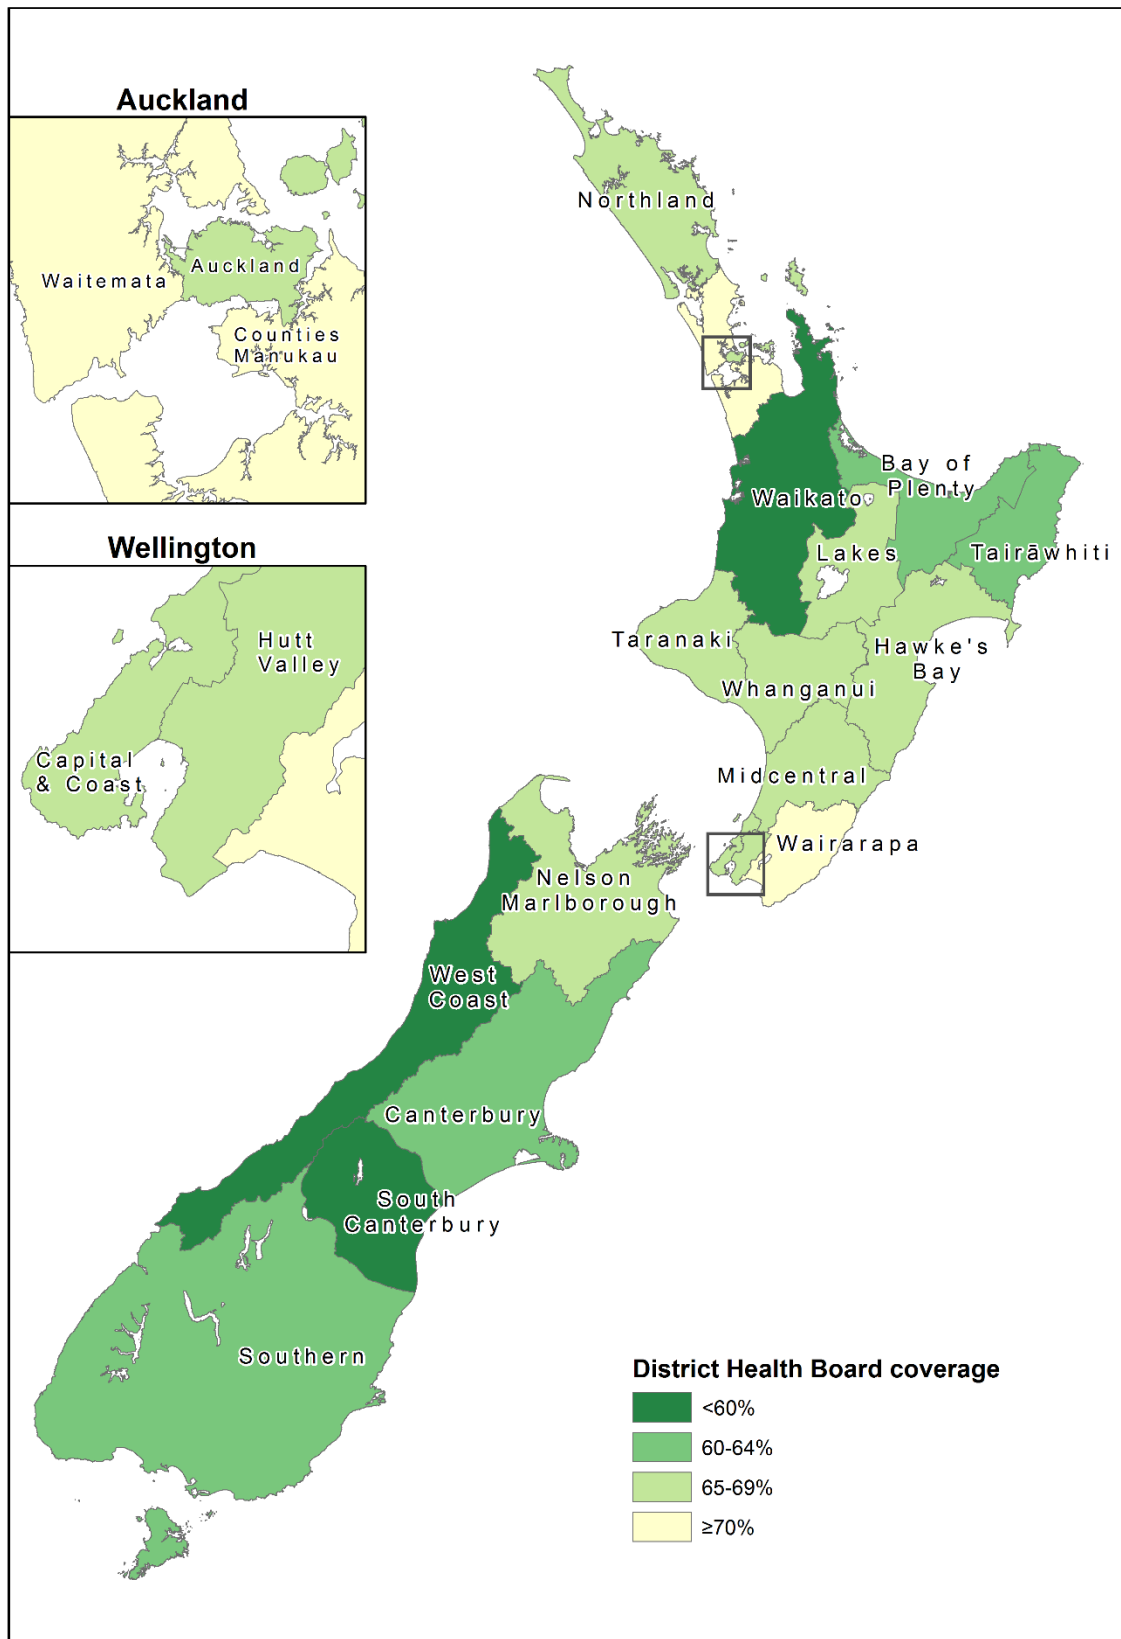 Auckland
Waitemata
Auckland
Counties
Manukau
Wellington
Hutt
Valley
Capital
& Coast
Northland
Waikato
Bay of
Plenty
Lakes
Tairāwhiti
Taranaki
Hawke's
Bay
Whanganui
Midcentral
Wairarapa
Nelson
Marlborough
West
Coast
Canterbury
South
Canterbury
Southern
District Health Board coverage
<60%
60-64%
65-69%
≥70%